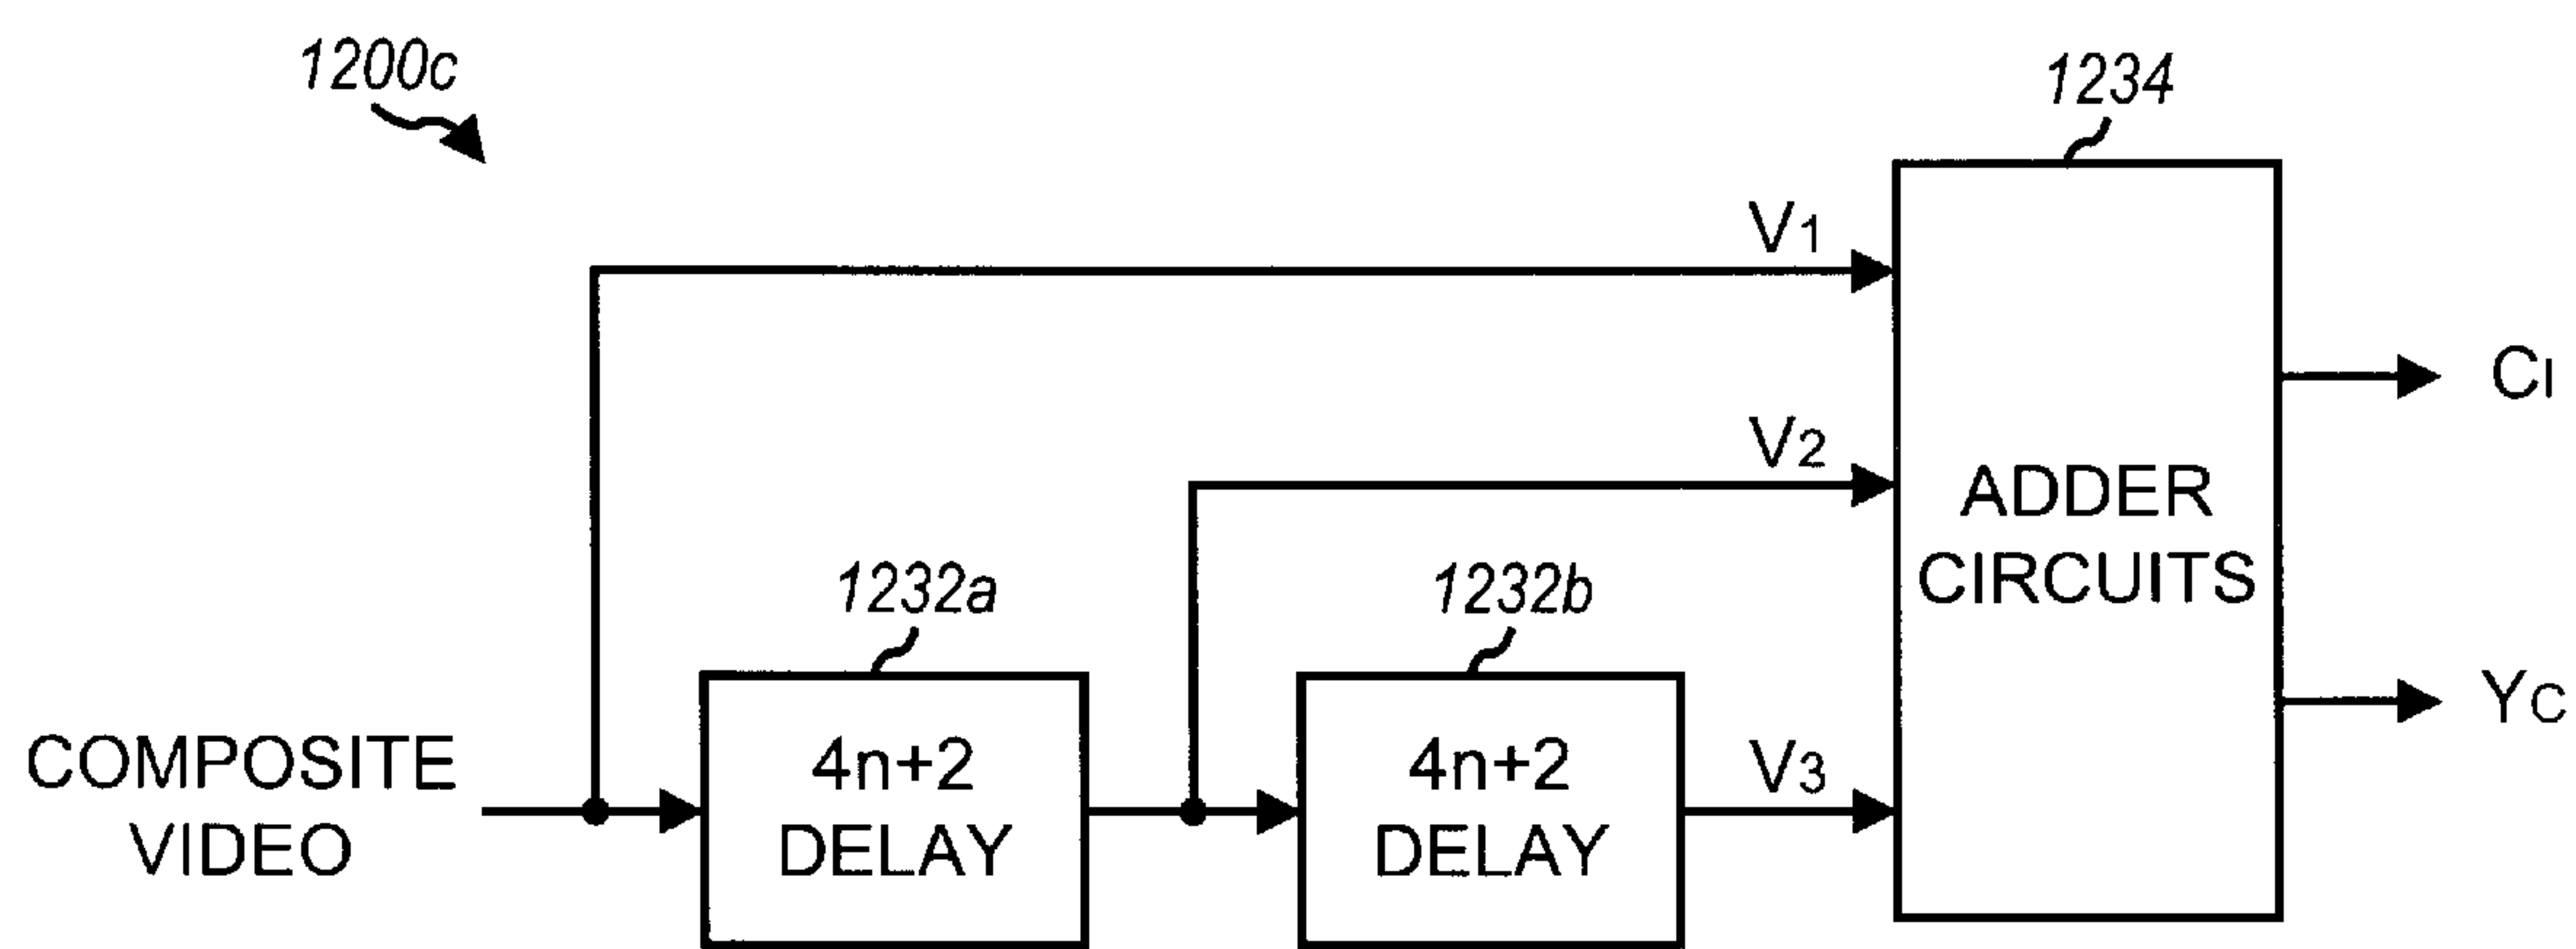 1200c
1234
V1
CI
V2
ADDER
CIRCUITS
1232a
1232b
YC
COMPOSITE
VIDEO
4n+2
DELAY
4n+2
DELAY
V3